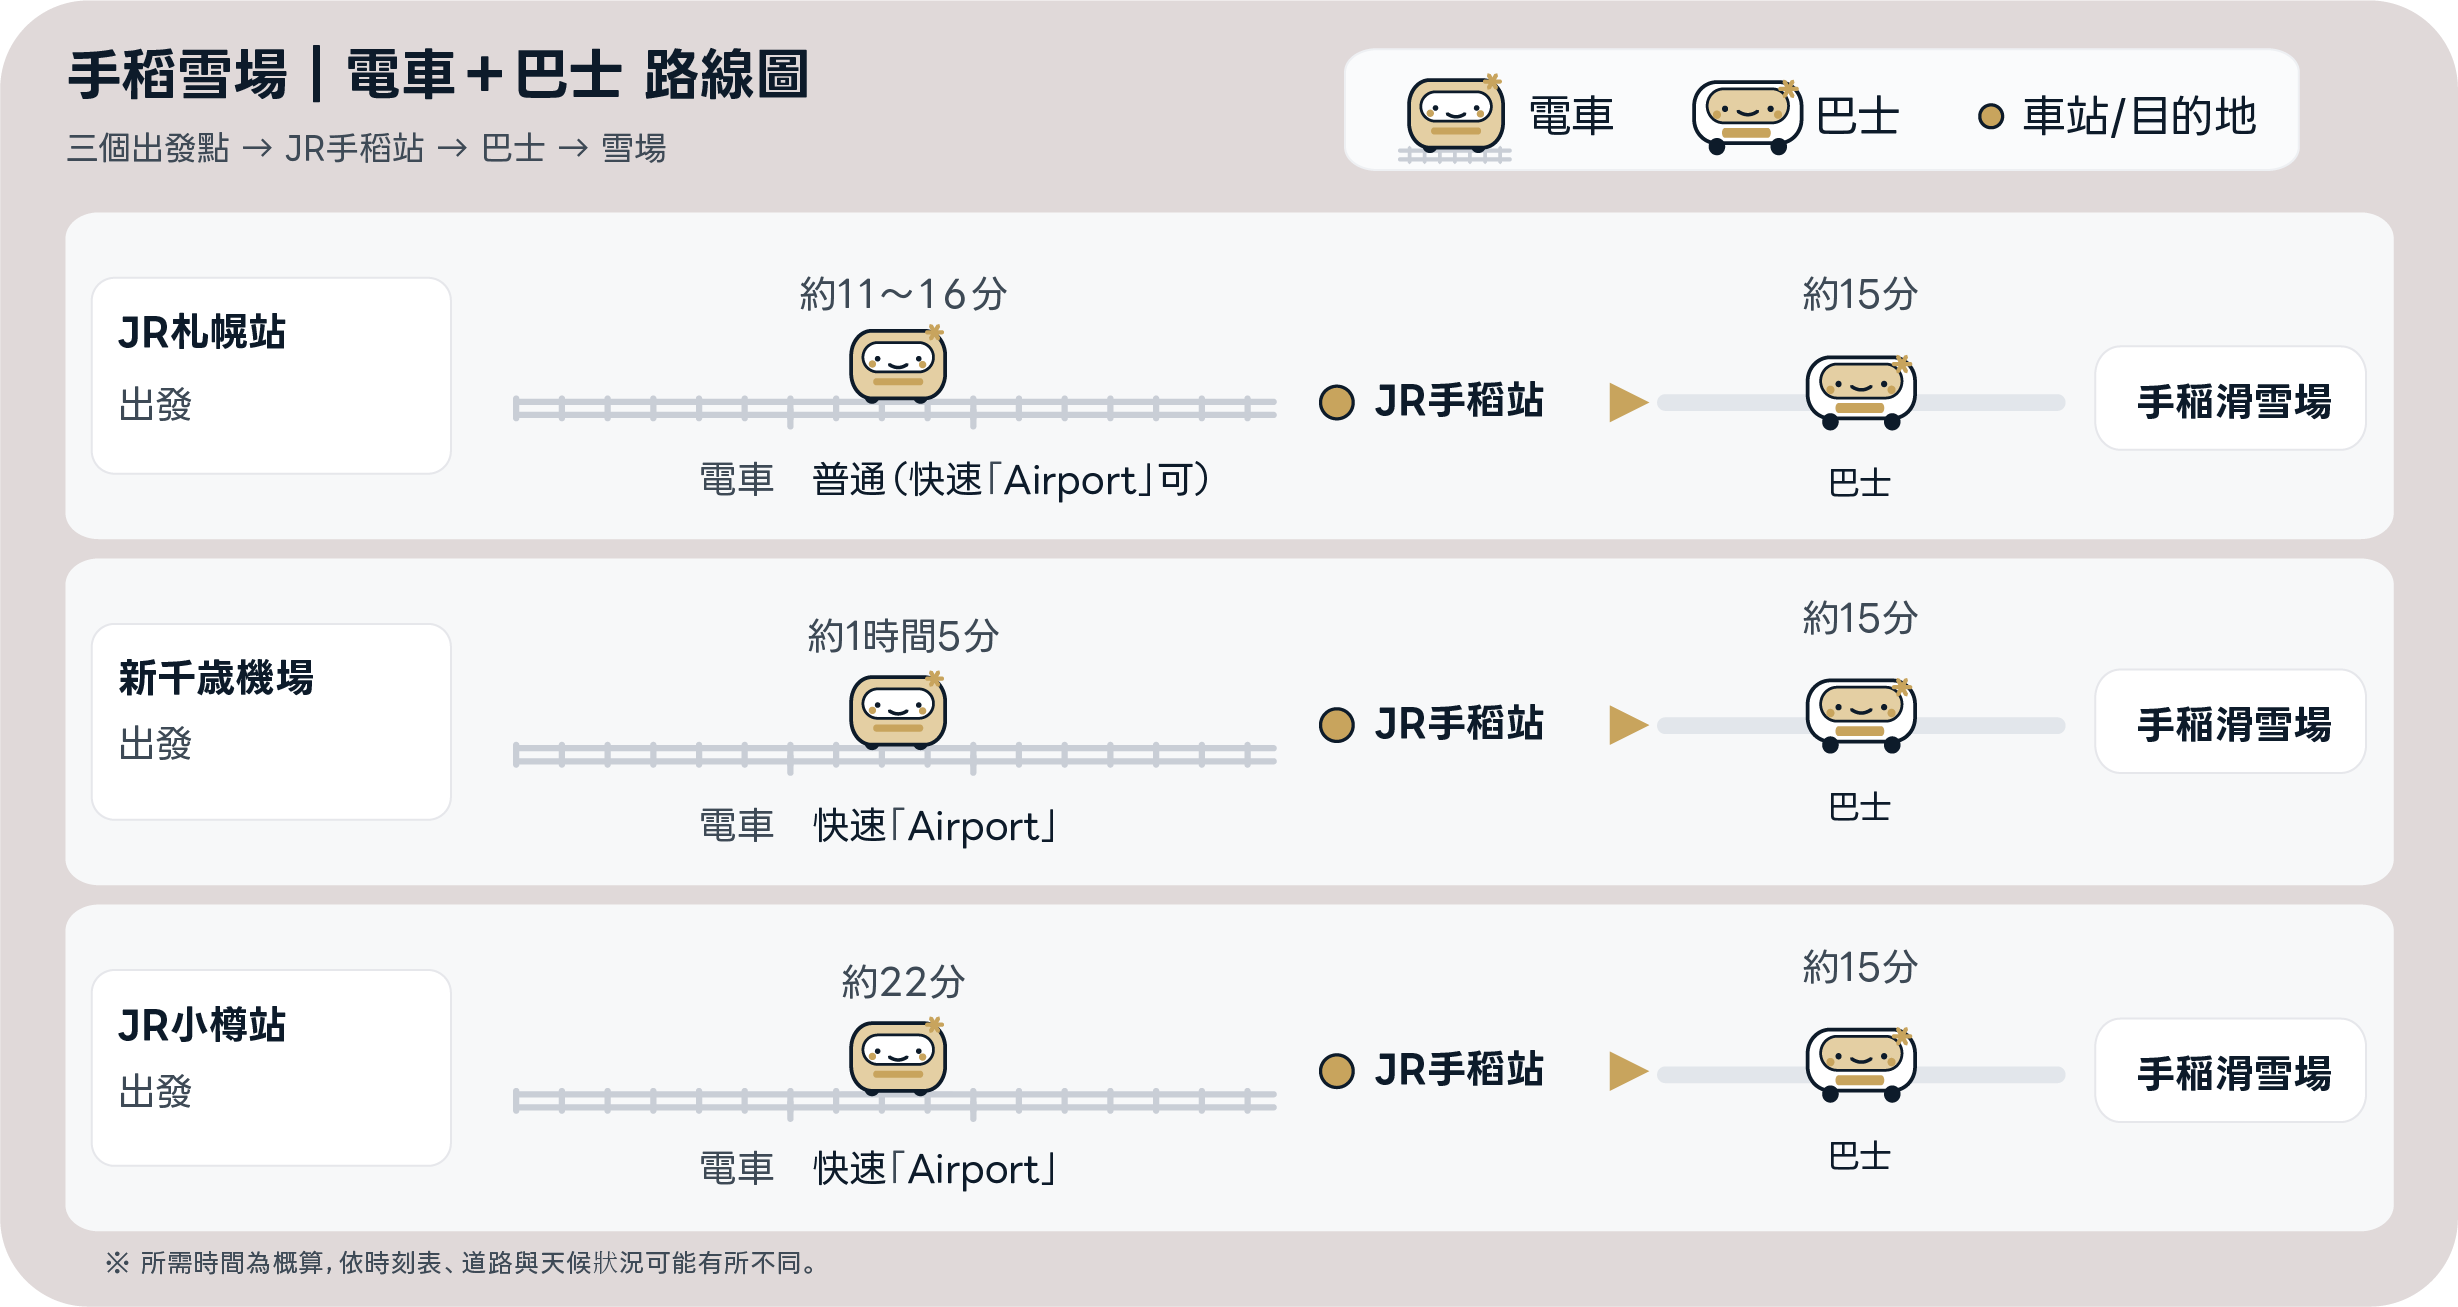 手稻雪場｜電車+巴士 路線圖
三個出發點 → JR手稻站 → 巴士 → 雪場
電車 巴士 車站/目的地
JR札幌站
出發
約11～16分
電車 普通(快速「Airport」可)
JR手稻站
約15分
巴士
手稲滑雪場
新千歳機場
出發
約1時間5分
電車 快速「Airport」
JR手稻站
約15分
巴士
手稲滑雪場
JR小樽站
出發
約22分
電車 快速「Airport」
JR手稻站
約15分
巴士
手稲滑雪場
※ 所需時間為概算，依時刻表、道路與天候狀況可能有所不同。